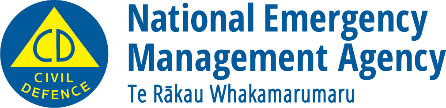 CD
CIVIL
DEFENCE
National Emergency
Management Agency
Te Rākau Whakamarumaru